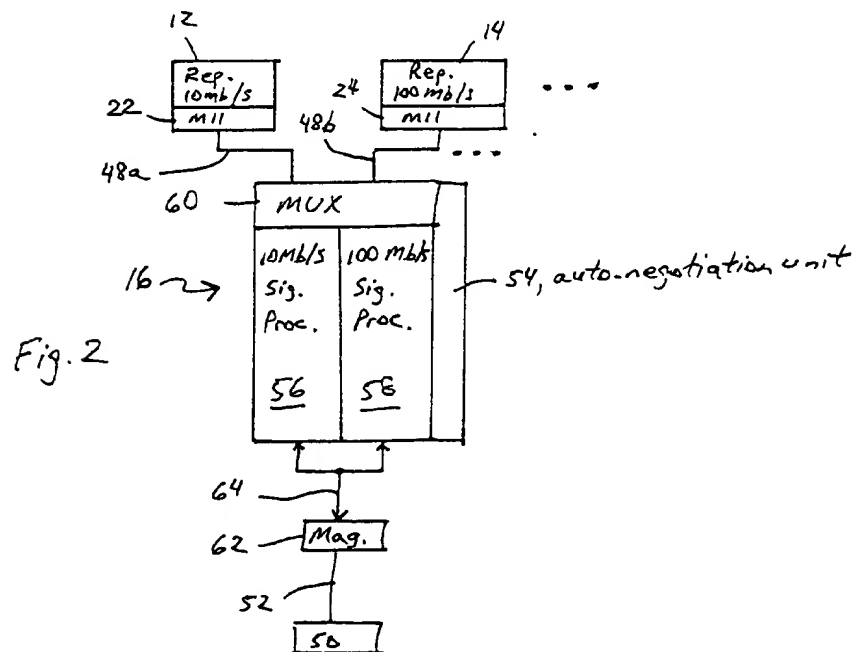 12
14
Rep.
10mb/s
22
MII
Rep.
100 mb/s
24
MII
48a
48b
60
MUX
10Mb/s
Sig.
Proc.
56
100 Mb/s
Sig.
Proc.
58
16
54, auto-negotiation unit
Fig. 2
64
62
Mag.
52
50